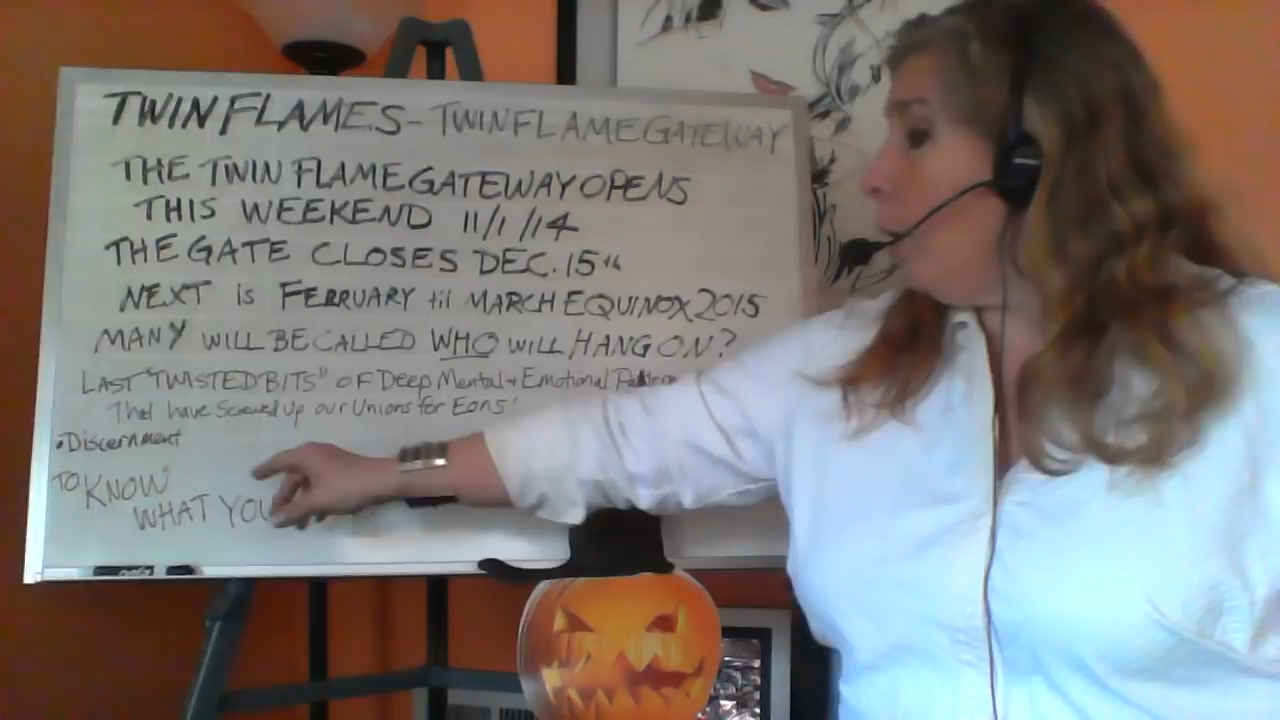 TWIN FLAMES - TWIN FLAME GATEWAY
THE TWIN FLAME GATEWAY OPENS
THIS WEEKEND 11/1/14
THE GATE CLOSES DEC. 15th
NEXT is FEBRUARY til MARCH EQUINOX 2015
MANY WILL BE CALLED WHO WILL HANG ON?
LAST "TWISTED BITS" OF Deep Mental + Emotional
That have Screwed Up our Unions for Eons
• Discernment
TO KNOW
WHAT YOU